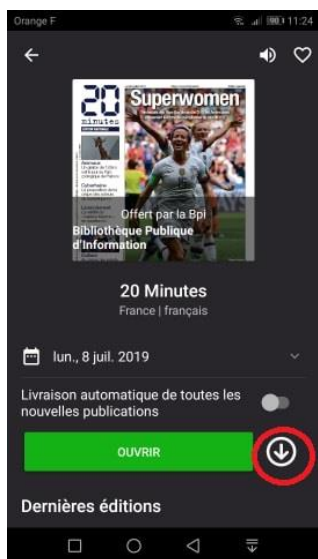 Orange F
11:24
20
minutes
Superwomen
Offert par la Bpi
Bibliothèque Publique
d'Information
20 Minutes
France | français
lun., 8 juil. 2019
Livraison automatique de toutes les
nouvelles publications
OUVRIR
Dernières éditions